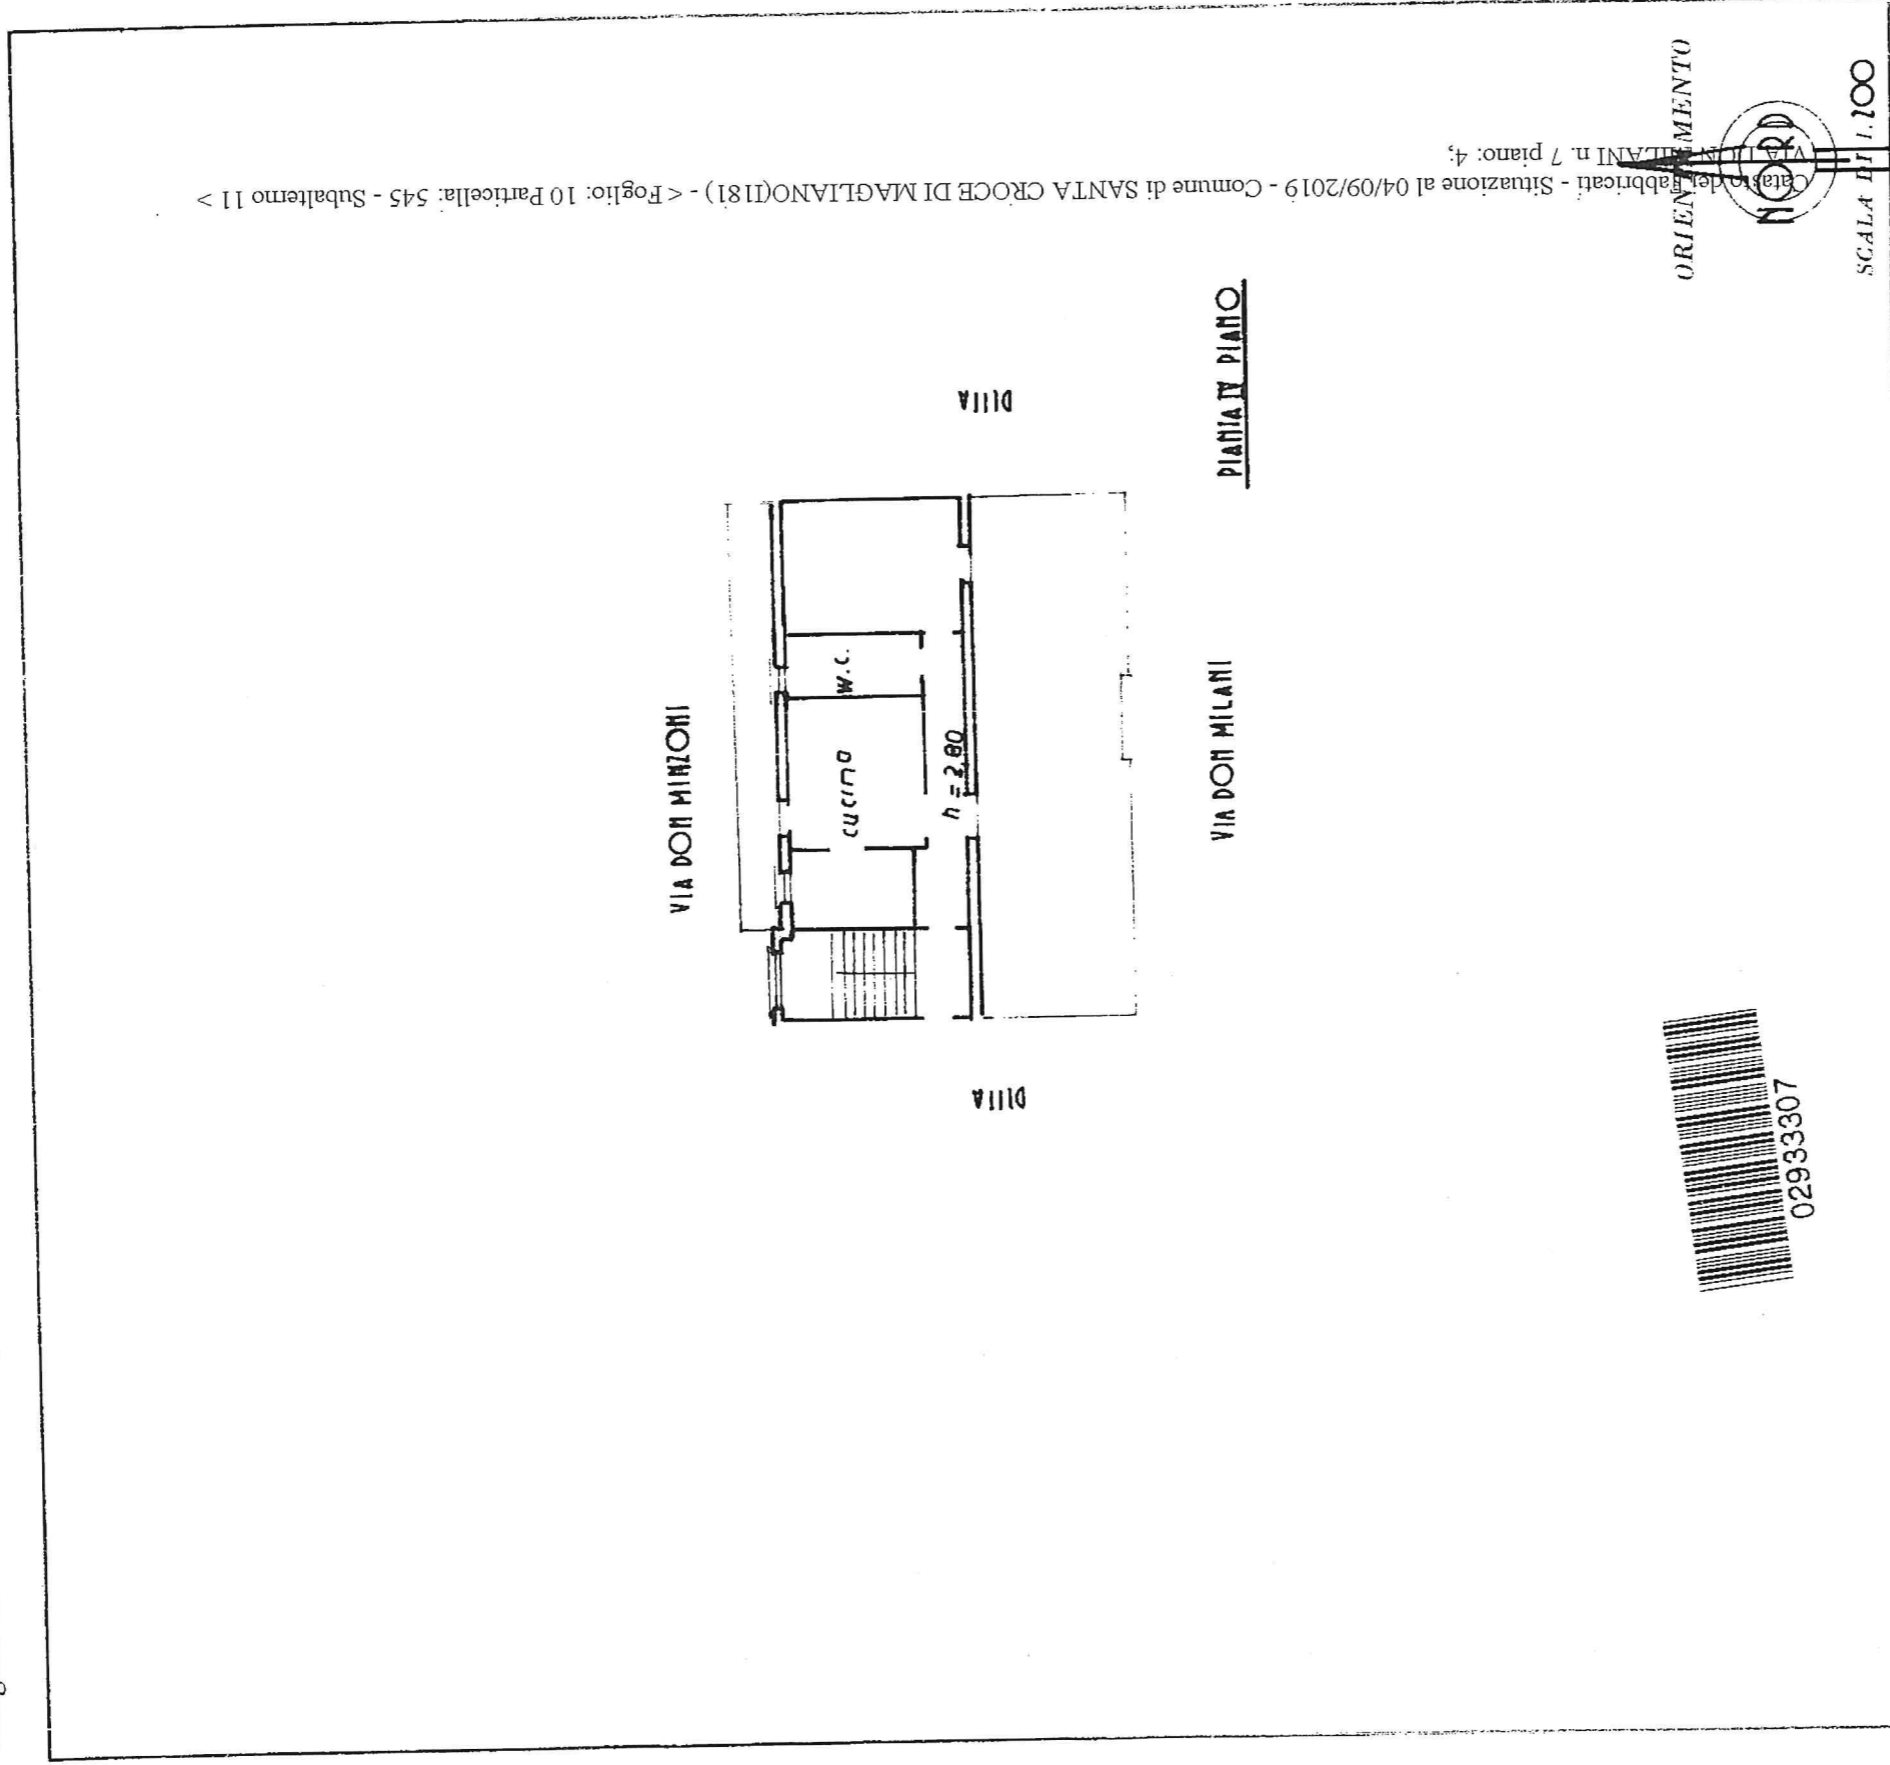 Catasto dei Fabbricati - Situazione al 04/09/2019 - Comune di SANTA CROCE DI MAGLIANO(I181) - < Foglio: 10 Particella: 545 - Subalterno 11 >
VIA DON MILANI n. 7 piano: 4;
ORIENTAMENTO
NORD
SCALA DI 1:200
PIANTA IV PIANO
DITTA
VIA DON MINZONI
w.c.
cucina
h = 2,80
VIA DON MILANI
DITTA
02933307